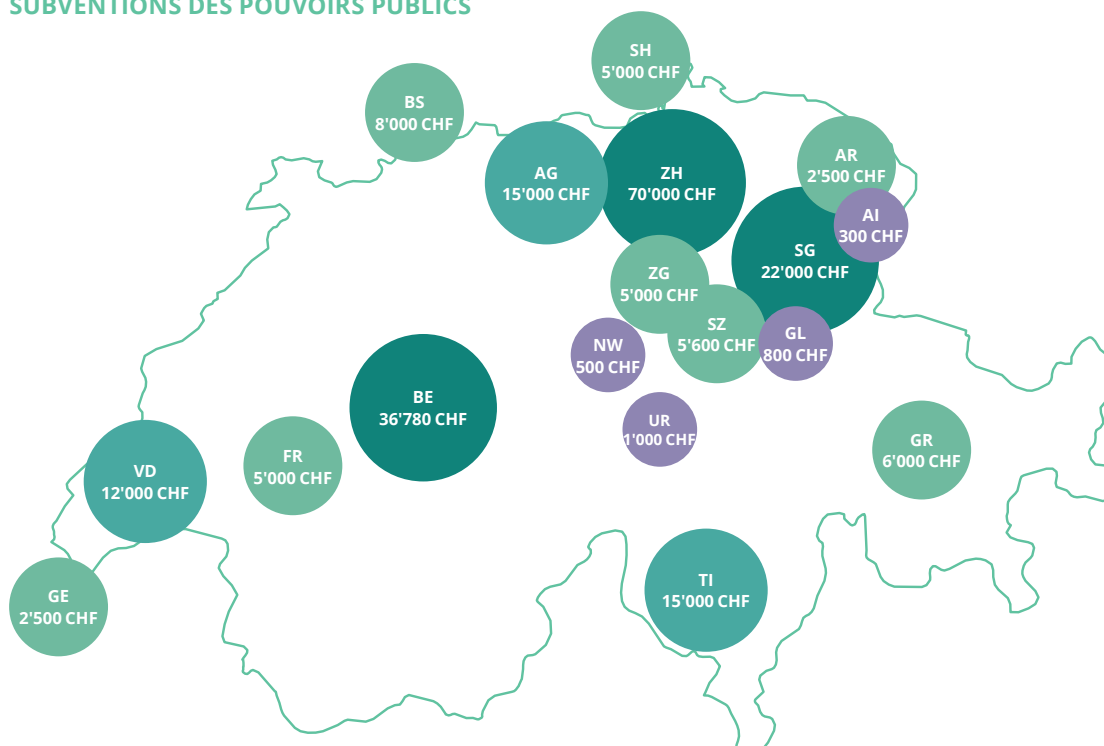 SUBVENTIONS DES POUVOIRS PUBLICS
SH
5'000 CHF
BS
8'000 CHF
AG
15'000 CHF
ZH
70'000 CHF
AR
2'500 CHF
AI
300 CHF
SG
22'000 CHF
ZG
5'000 CHF
SZ
5'600 CHF
GL
800 CHF
NW
500 CHF
BE
36'780 CHF
UR
1'000 CHF
GR
6'000 CHF
FR
5'000 CHF
VD
12'000 CHF
TI
15'000 CHF
GE
2'500 CHF